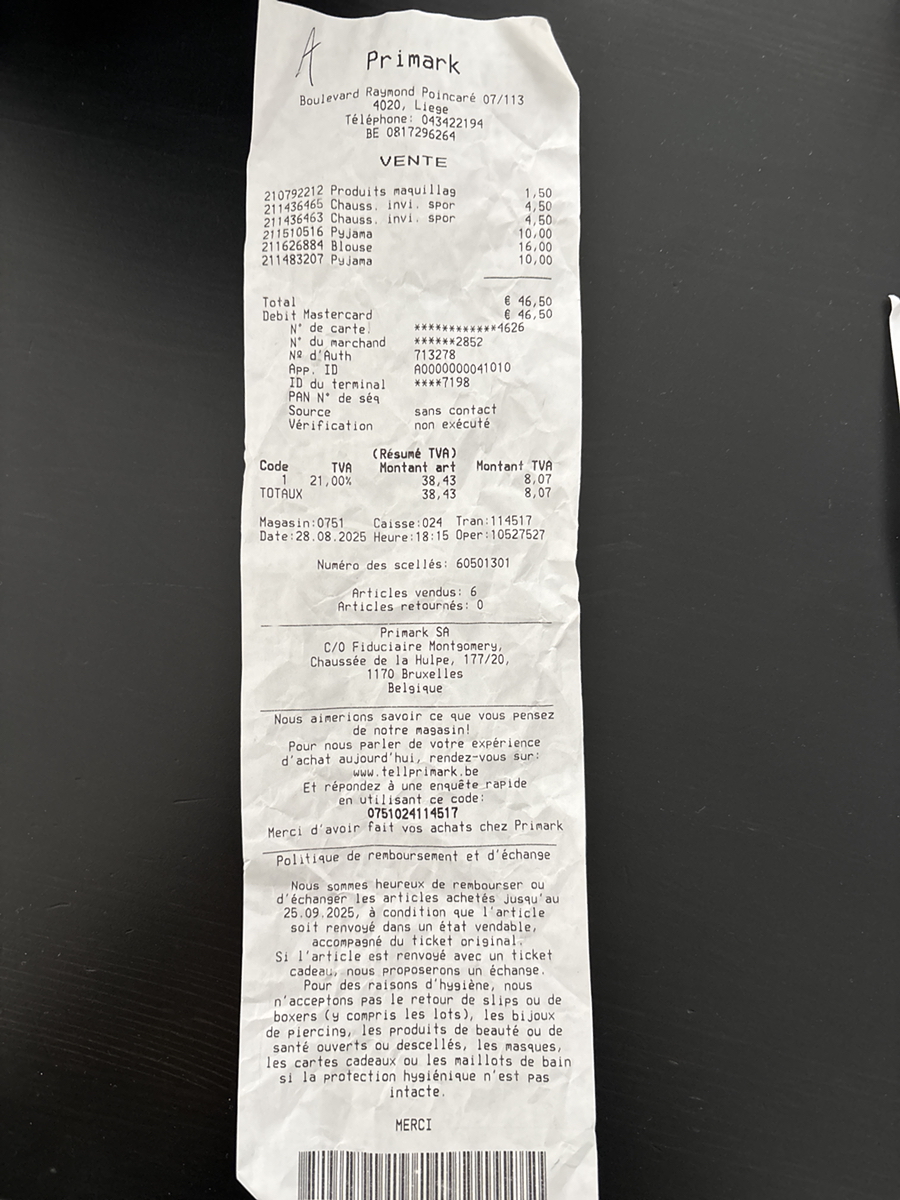 A
Primark
Boulevard Raymond Poincaré 07/113
4020, Liege
Téléphone: 043422194
BE 0817296264
VENTE
210792212 Produits maquillag 1,50
211436465 Chauss. invi. spor 4,50
211436463 Chauss. invi. spor 4,50
211510516 Pyjama 10,00
211626884 Blouse 16,00
211483207 Pyjama 10,00
Total € 46,50
Debit Mastercard € 46,50
N° de carte. ************4626
N° du marchand ******2852
Nº d'Auth 713278
App. ID A0000000041010
ID du terminal ****7198
PAN N° de séq
Source sans contact
Vérification non exécuté
(Résumé TVA)
Code TVA Montant art Montant TVA
1 21,00% 38,43 8,07
TOTAUX 38,43 8,07
Magasin:0751 Caisse:024 Tran:114517
Date:28.08.2025 Heure:18:15 Oper:10527527
Numéro des scellés: 60501301
Articles vendus: 6
Articles retournés: 0
Primark SA
C/O Fiduciaire Montgomery,
Chaussée de la Hulpe, 177/20,
1170 Bruxelles
Belgique
Nous aimerions savoir ce que vous pensez
de notre magasin!
Pour nous parler de votre expérience
d'achat aujourd'hui, rendez-vous sur:
www.tellprimark.be
Et répondez à une enquête rapide
en utilisant ce code:
0751024114517
Merci d'avoir fait vos achats chez Primark
Politique de remboursement et d'échange
Nous sommes heureux de rembourser ou
d'échanger les articles achetés jusqu'au
25.09.2025, à condition que l'article
soit renvoyé dans un état vendable,
accompagné du ticket original.
Si l'article est renvoyé avec un ticket
cadeau, nous proposerons un échange.
Pour des raisons d'hygiène, nous
n'acceptons pas le retour de slips ou de
boxers (y compris les lots), les bijoux
de piercing, les produits de beauté ou de
santé ouverts ou descellés, les masques,
les cartes cadeaux ou les maillots de bain
si la protection hygiénique n'est pas
intacte.
MERCI